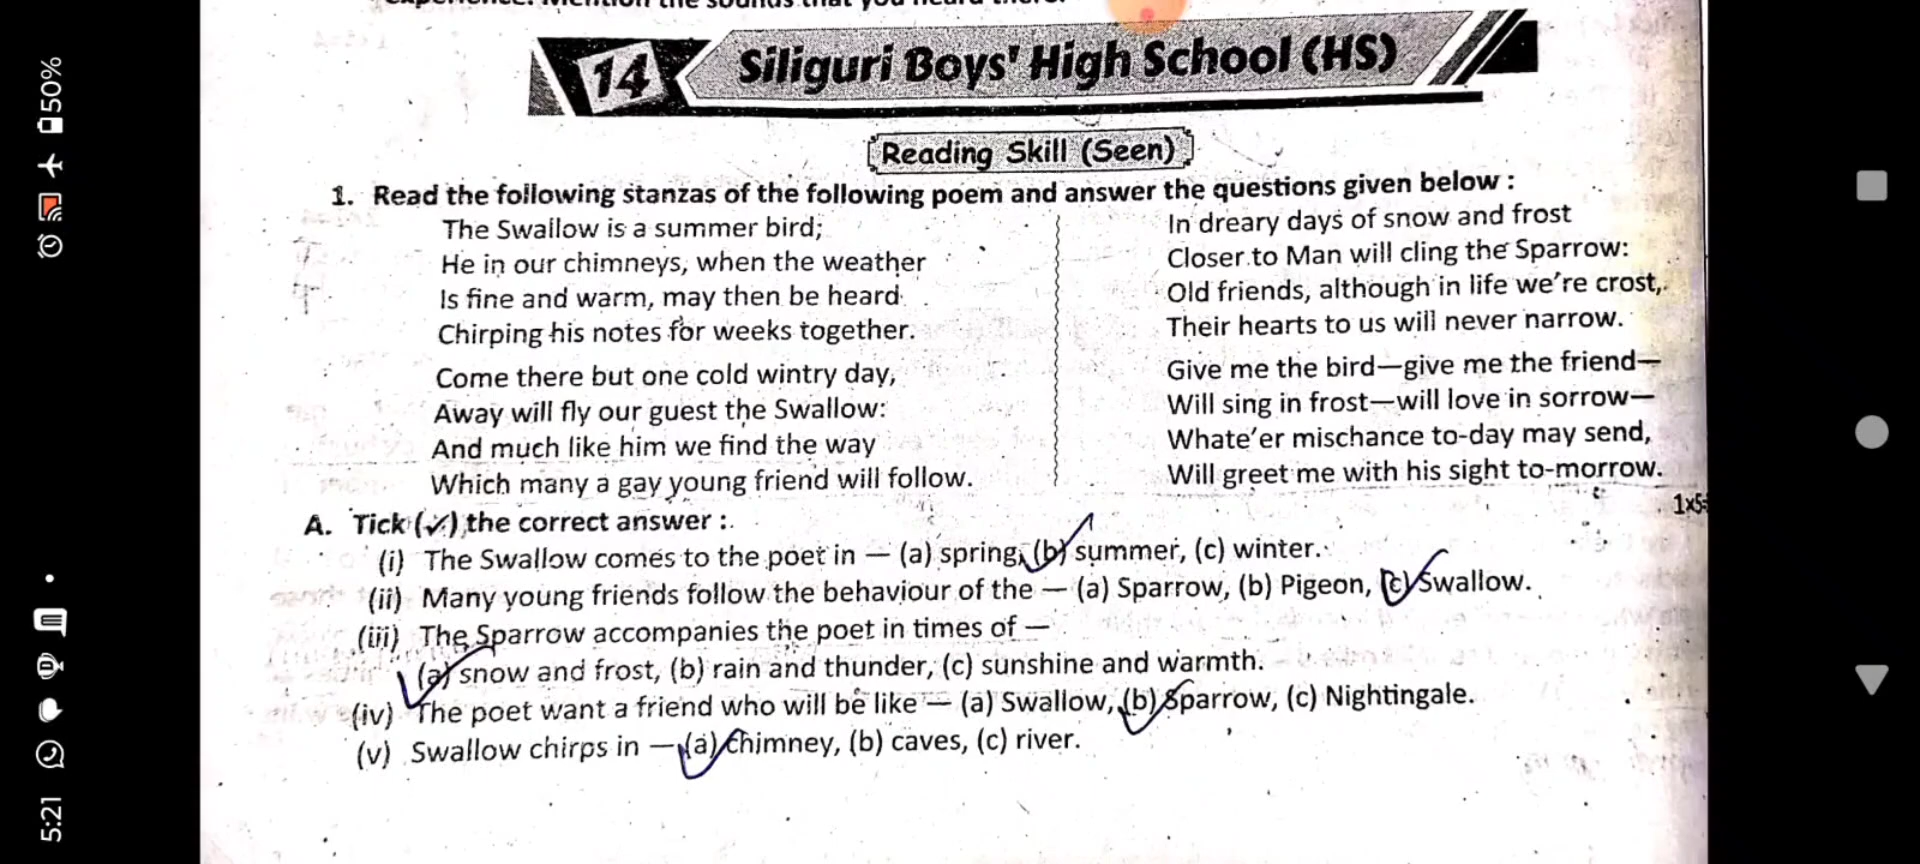 experience. Mention the sounds that you heard there.
14 Siliguri Boys' High School (HS)
Reading Skill (Seen)
1. Read the following stanzas of the following poem and answer the questions given below :
The Swallow is a summer bird;
He in our chimneys, when the weather
Is fine and warm, may then be heard
Chirping his notes for weeks together.
Come there but one cold wintry day,
Away will fly our guest the Swallow:
And much like him we find the way
Which many a gay young friend will follow.
In dreary days of snow and frost
Closer to Man will cling the Sparrow:
Old friends, although in life we're crost,
Their hearts to us will never narrow.
Give me the bird—give me the friend—
Will sing in frost—will love in sorrow—
Whate'er mischance to-day may send,
Will greet me with his sight to-morrow.
1x5=
A. Tick (✓) the correct answer :
(i) The Swallow comes to the poet in — (a) spring, (b) summer, (c) winter.
(ii) Many young friends follow the behaviour of the — (a) Sparrow, (b) Pigeon, (c) Swallow.
(iii) The Sparrow accompanies the poet in times of —
(a) snow and frost, (b) rain and thunder, (c) sunshine and warmth.
(iv) The poet want a friend who will be like — (a) Swallow, (b) Sparrow, (c) Nightingale.
(v) Swallow chirps in — (a) chimney, (b) caves, (c) river.
50%
5:21